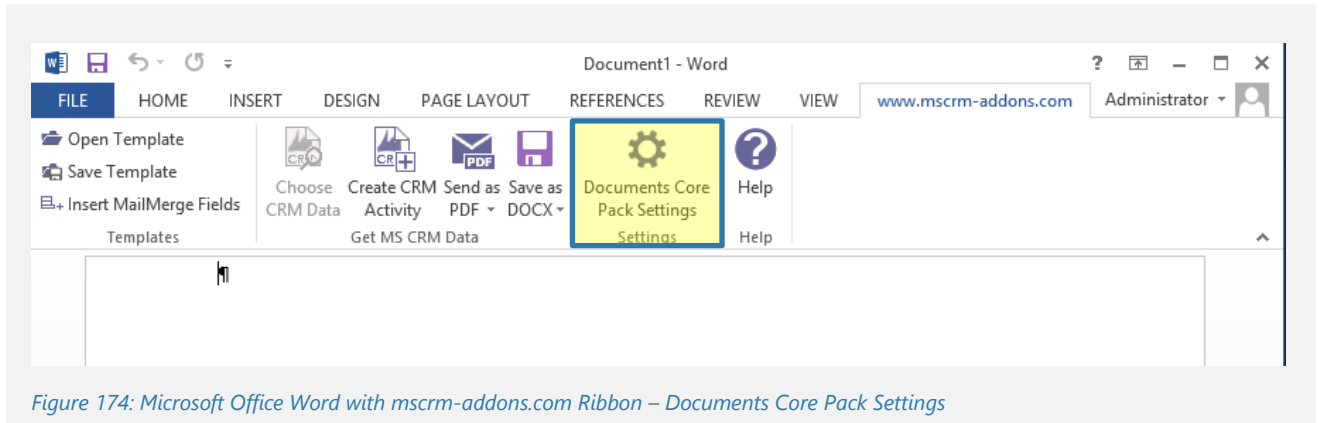 Document1 - Word
?
FILE HOME INSERT DESIGN PAGE LAYOUT REFERENCES REVIEW VIEW www.mscrm-addons.com Administrator
Open Template
Save Template
Insert MailMerge Fields
Templates
Choose
CRM Data
Create CRM
Activity
PDF
Send as
PDF
Save as
DOCX
Get MS CRM Data
Documents Core
Pack Settings
Settings
?
Help
Help
¶
Figure 174: Microsoft Office Word with mscrm-addons.com Ribbon – Documents Core Pack Settings